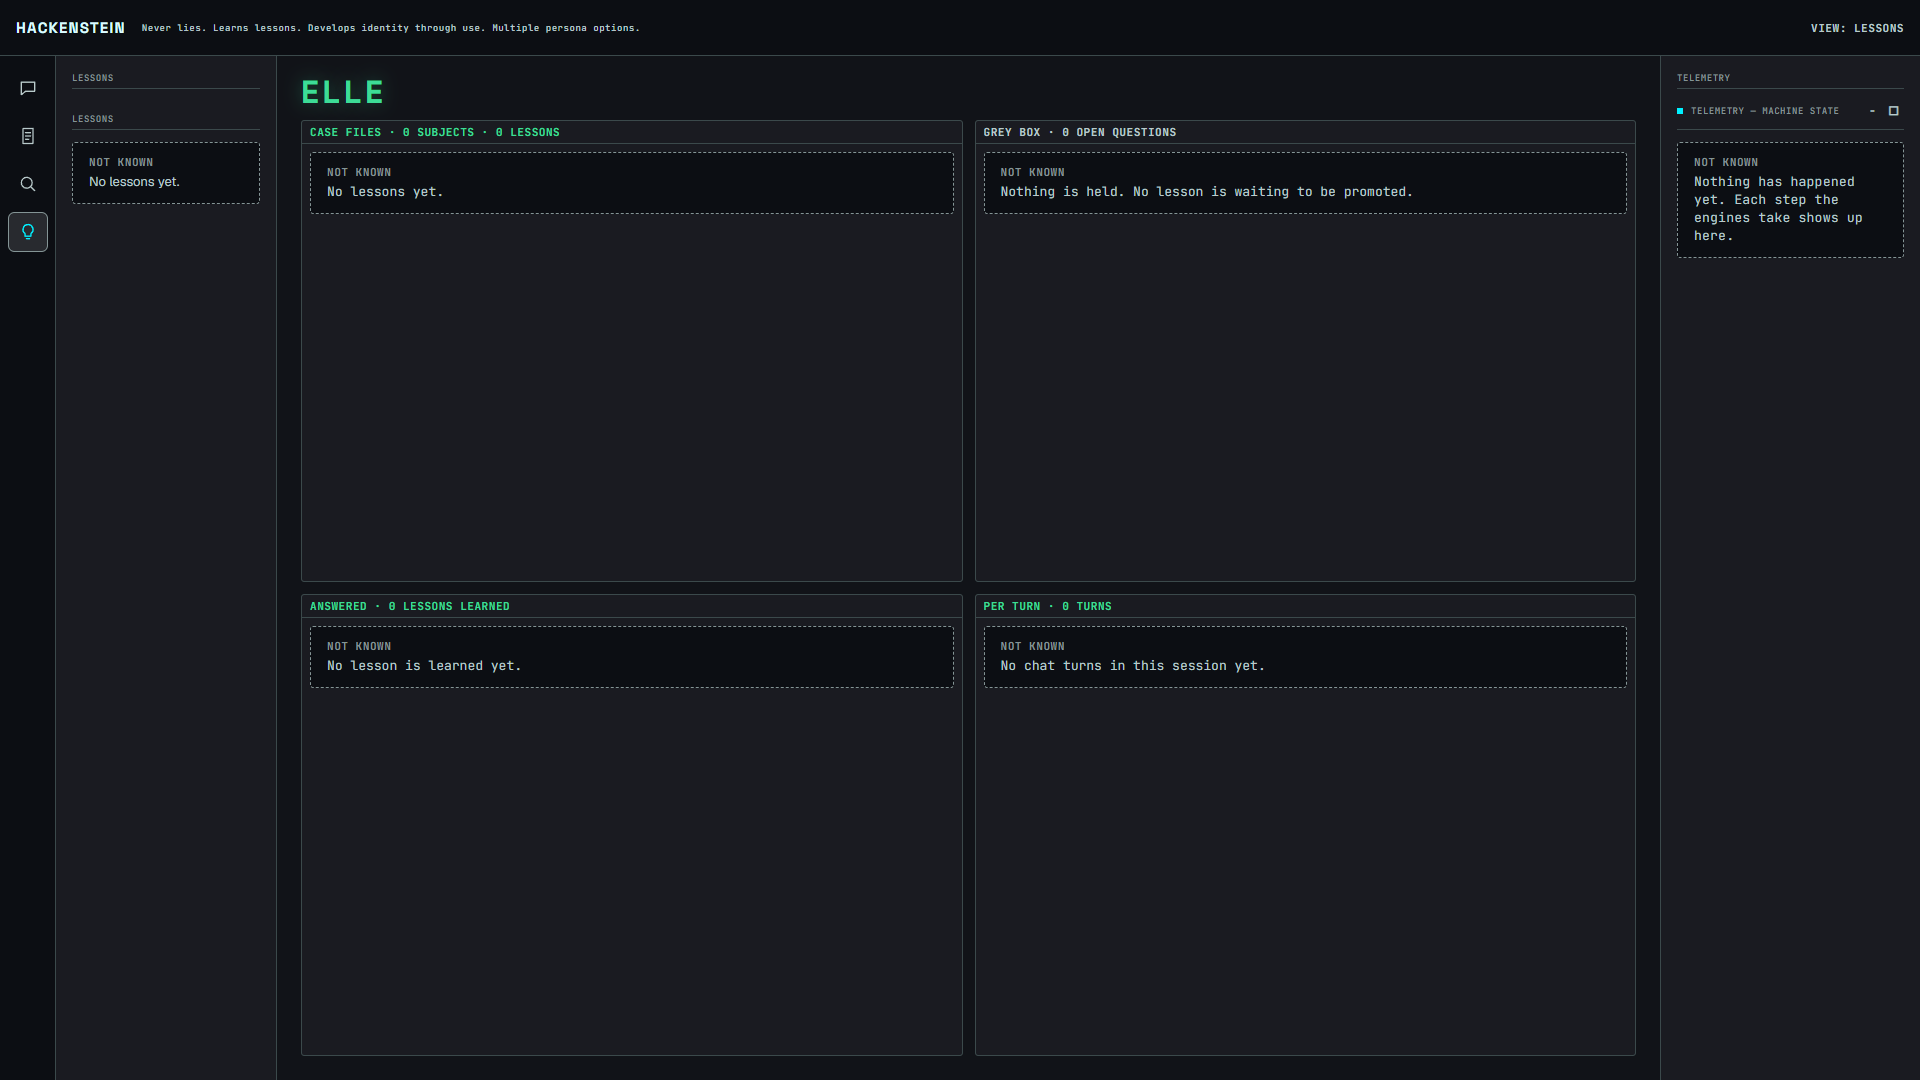 HACKENSTEIN
Never lies. Learns lessons. Develops identity through use. Multiple persona options.
VIEW: LESSONS
LESSONS
LESSONS
NOT KNOWN
No lessons yet.
ELLE
CASE FILES · 0 SUBJECTS · 0 LESSONS
NOT KNOWN
No lessons yet.
GREY BOX · 0 OPEN QUESTIONS
NOT KNOWN
Nothing is held. No lesson is waiting to be promoted.
ANSWERED · 0 LESSONS LEARNED
NOT KNOWN
No lesson is learned yet.
PER TURN · 0 TURNS
NOT KNOWN
No chat turns in this session yet.
TELEMETRY
TELEMETRY — MACHINE STATE
NOT KNOWN
Nothing has happened
yet. Each step the
engines take shows up
here.